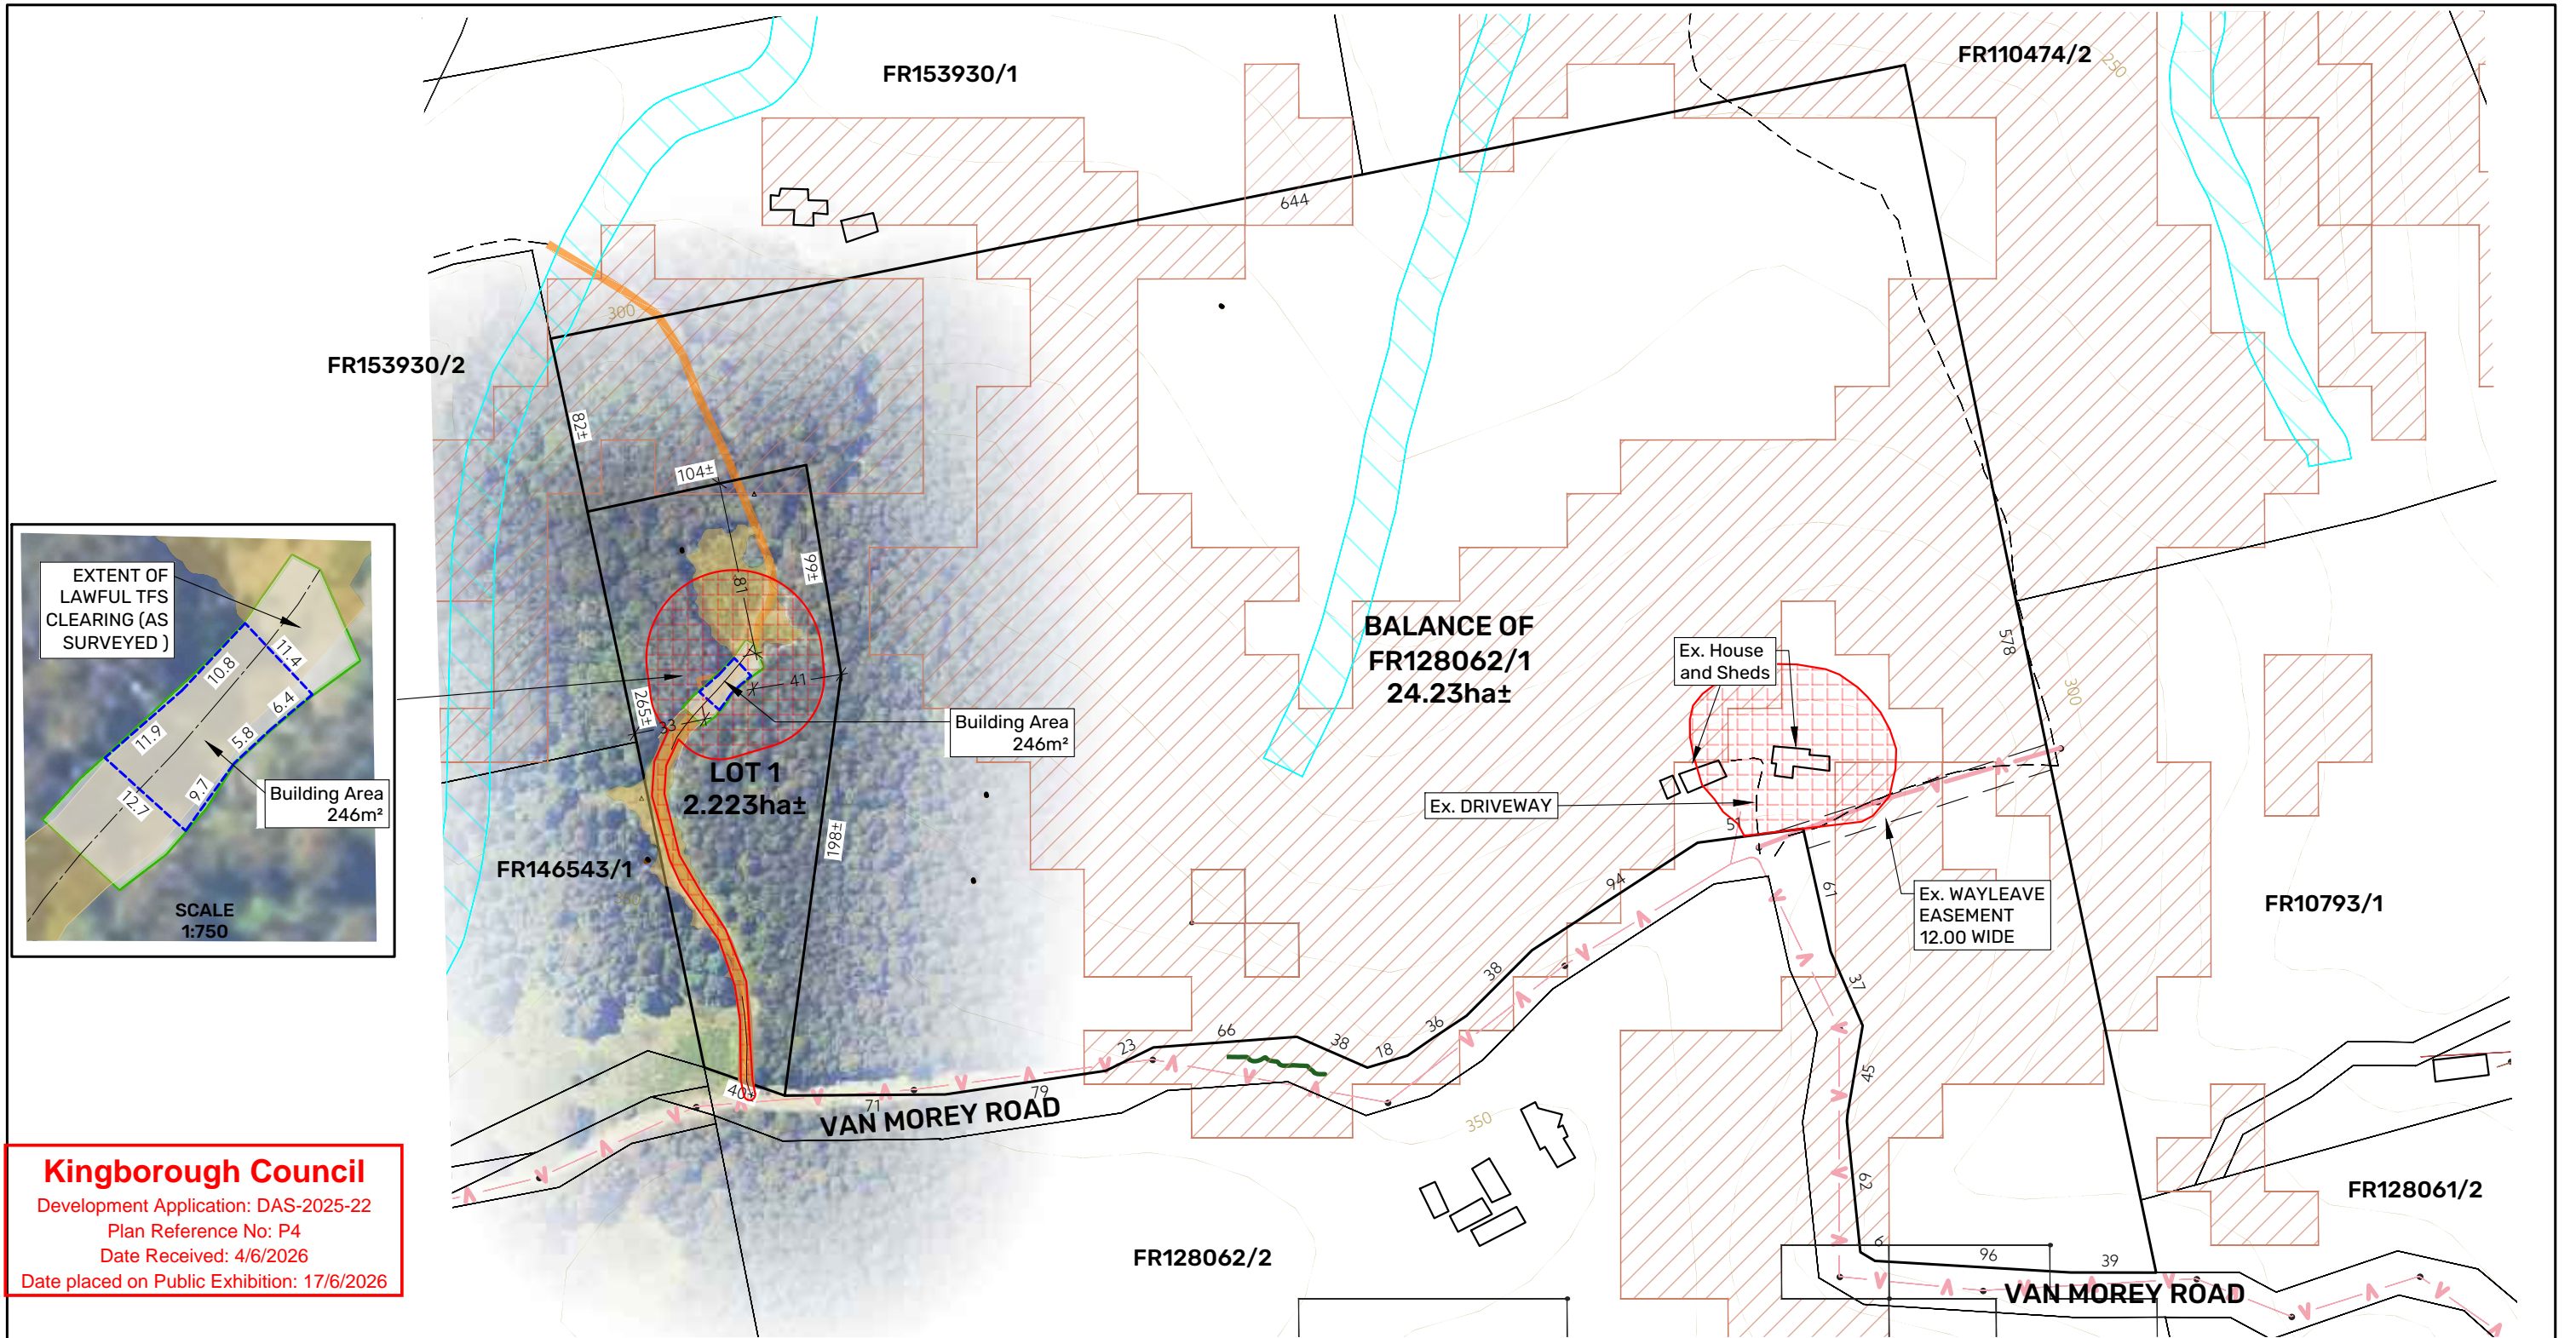 FR153930/1
FR110474/2
250
644
300
FR153930/2
82±
104±
99±
81
EXTENT OF
LAWFUL TFS
CLEARING (AS
SURVEYED )
10.8
11.4
6.4
11.9
5.8
9.7
12.7
Building Area
246m²
SCALE
1:750
265±
33
41
Building Area
246m²
LOT 1
2.223ha±
198±
FR146543/1
BALANCE OF
FR128062/1
24.23ha±
578
Ex. House
and Sheds
300
Ex. DRIVEWAY
51
94
61
Ex. WAYLEAVE
EASEMENT
12.00 WIDE
FR10793/1
38
37
36
18
38
66
23
45
79
71
40±
VAN MOREY ROAD
350
62
FR128061/2
FR128062/2
6
96
39
VAN MOREY ROAD
Kingborough Council
Development Application: DAS-2025-22
Plan Reference No: P4
Date Received: 4/6/2026
Date placed on Public Exhibition: 17/6/2026